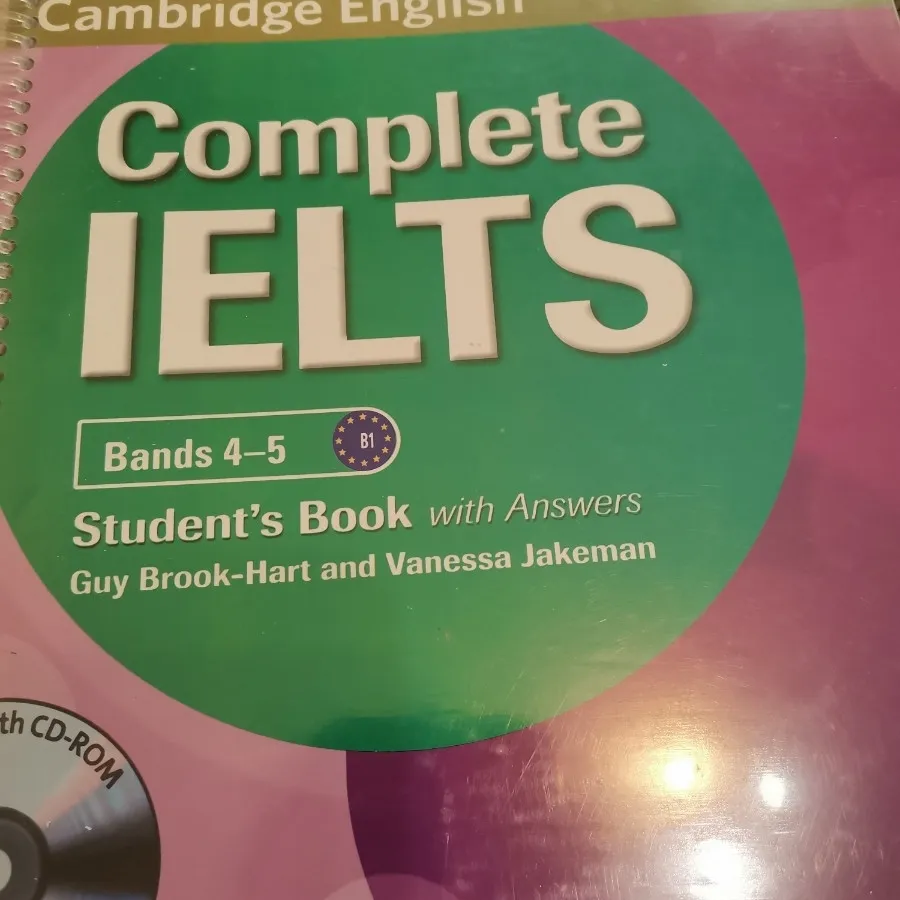 Cambridge English
Complete
IELTS
Bands 4–5
B1
Student's Book with Answers
Guy Brook-Hart and Vanessa Jakeman
CD-ROM